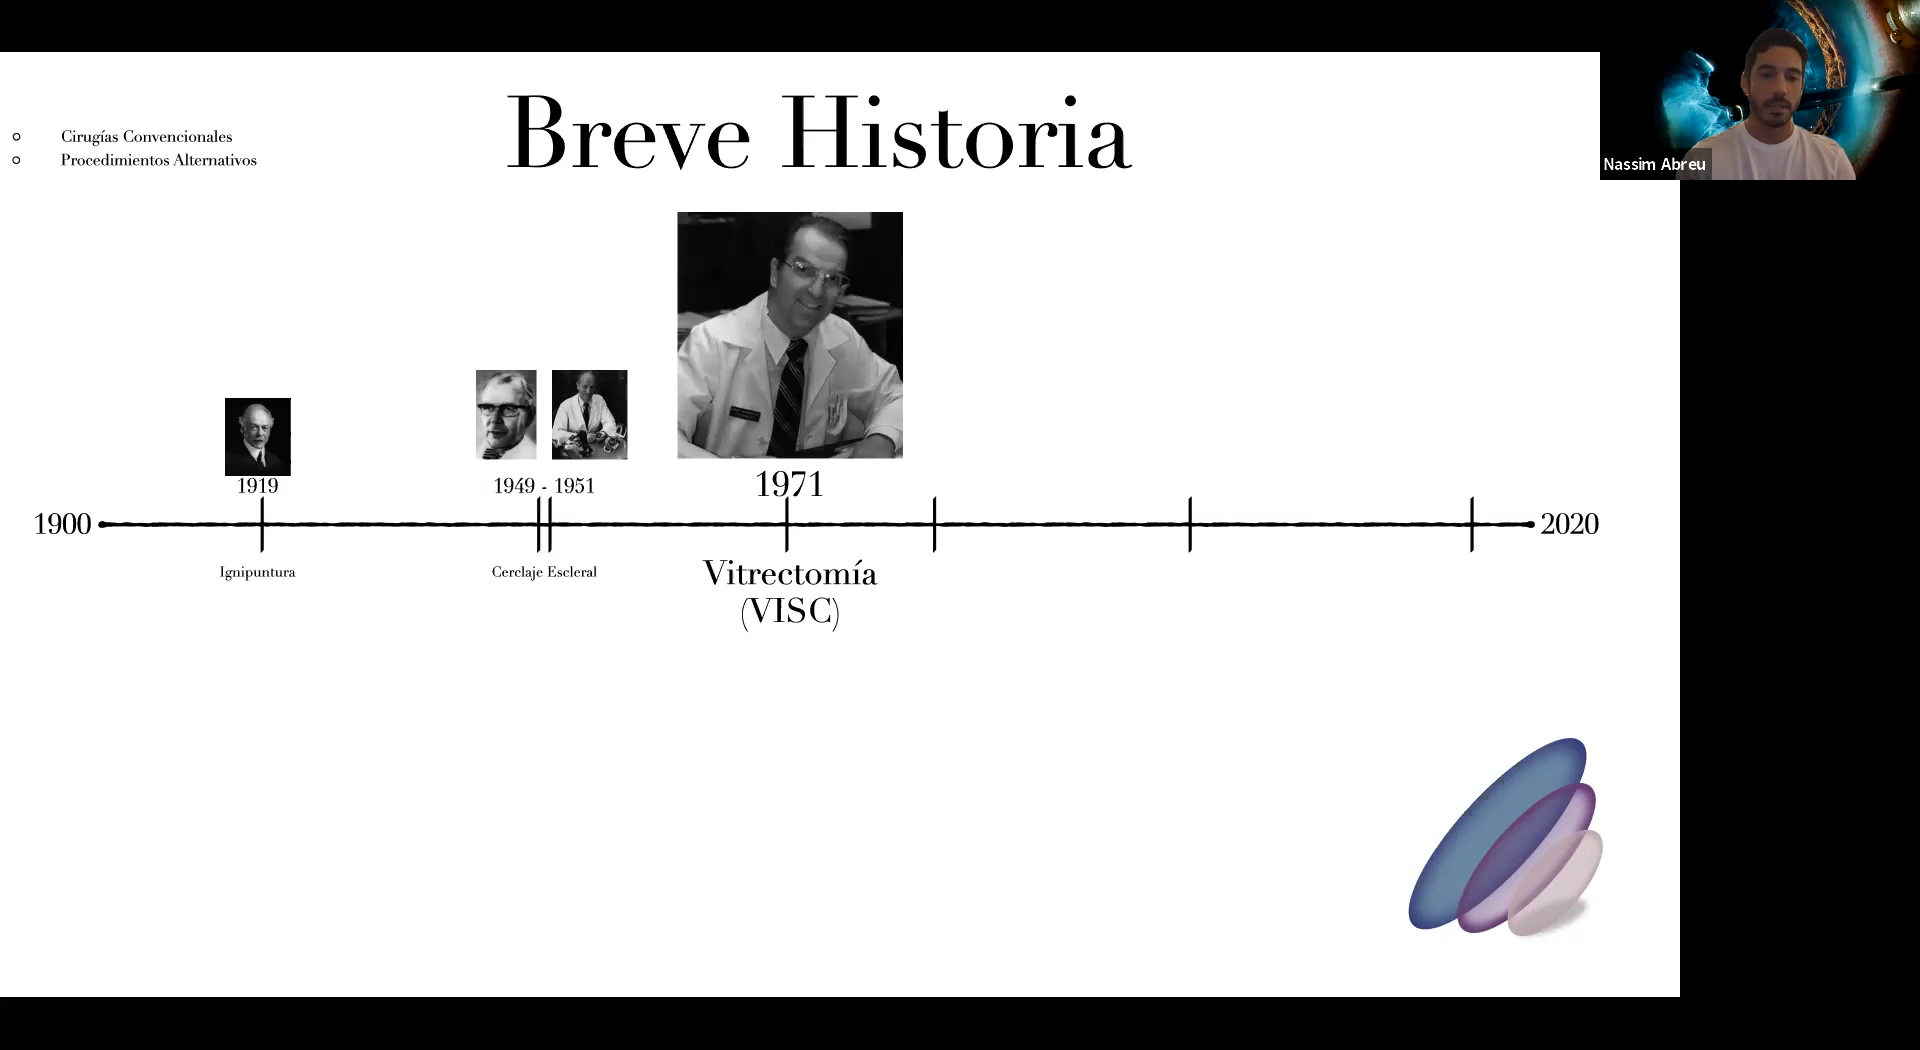 Breve Historia
Cirugías Convencionales
Procedimientos Alternativos
Nassim Abreu
1919
1949 - 1951
1971
1900
2020
Ignipuntura
Cerclaje Escleral
Vitrectomía
(VISC)